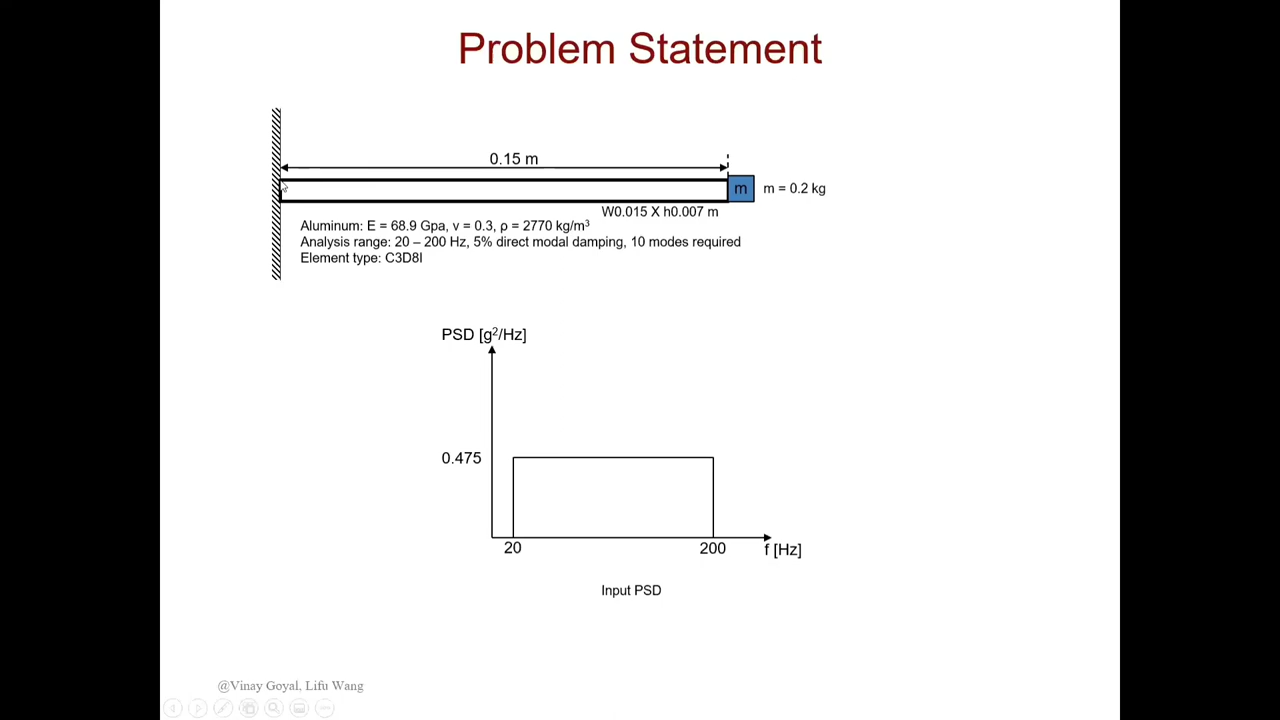 Problem Statement
0.15 m
m
m = 0.2 kg
W0.015 X h0.007 m
Aluminum: E = 68.9 Gpa, v = 0.3, ρ = 2770 kg/m³
Analysis range: 20 – 200 Hz, 5% direct modal damping, 10 modes required
Element type: C3D8I
PSD [g²/Hz]
0.475
20
200
f [Hz]
Input PSD
@Vinay Goyal, Lifu Wang